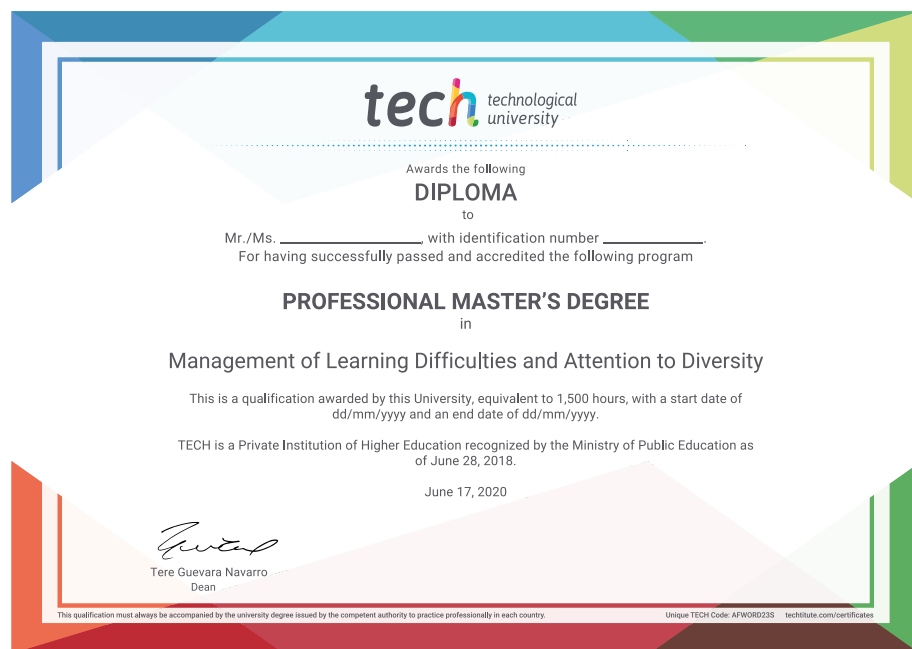 tech technological
university
Awards the following
DIPLOMA
to
Mr./Ms. ____________________, with identification number ______________.
For having successfully passed and accredited the following program
PROFESSIONAL MASTER'S DEGREE
in
Management of Learning Difficulties and Attention to Diversity
This is a qualification awarded by this University, equivalent to 1,500 hours, with a start date of
dd/mm/yyyy and an end date of dd/mm/yyyy.
TECH is a Private Institution of Higher Education recognized by the Ministry of Public Education as
of June 28, 2018.
June 17, 2020
Tere Guevara Navarro
Dean
This qualification must always be accompanied by the university degree issued by the competent authority to practice professionally in each country.
Unique TECH Code: AFWORD23S techtitute.com/certificates